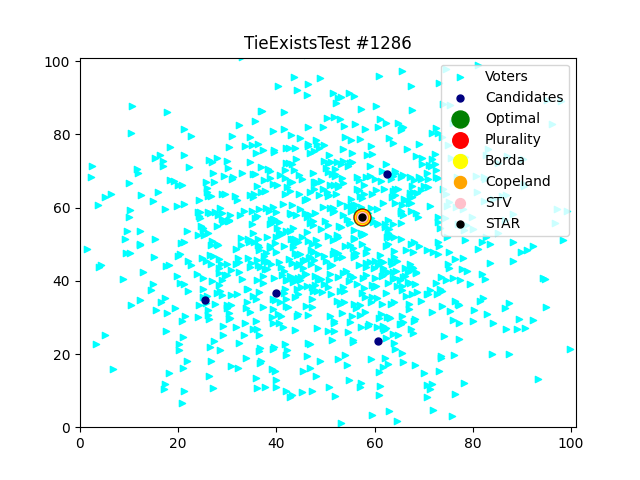 TieExistsTest #1286
100
80
60
40
20
0
0 20 40 60 80 100
Voters
Candidates
Optimal
Plurality
Borda
Copeland
STV
STAR